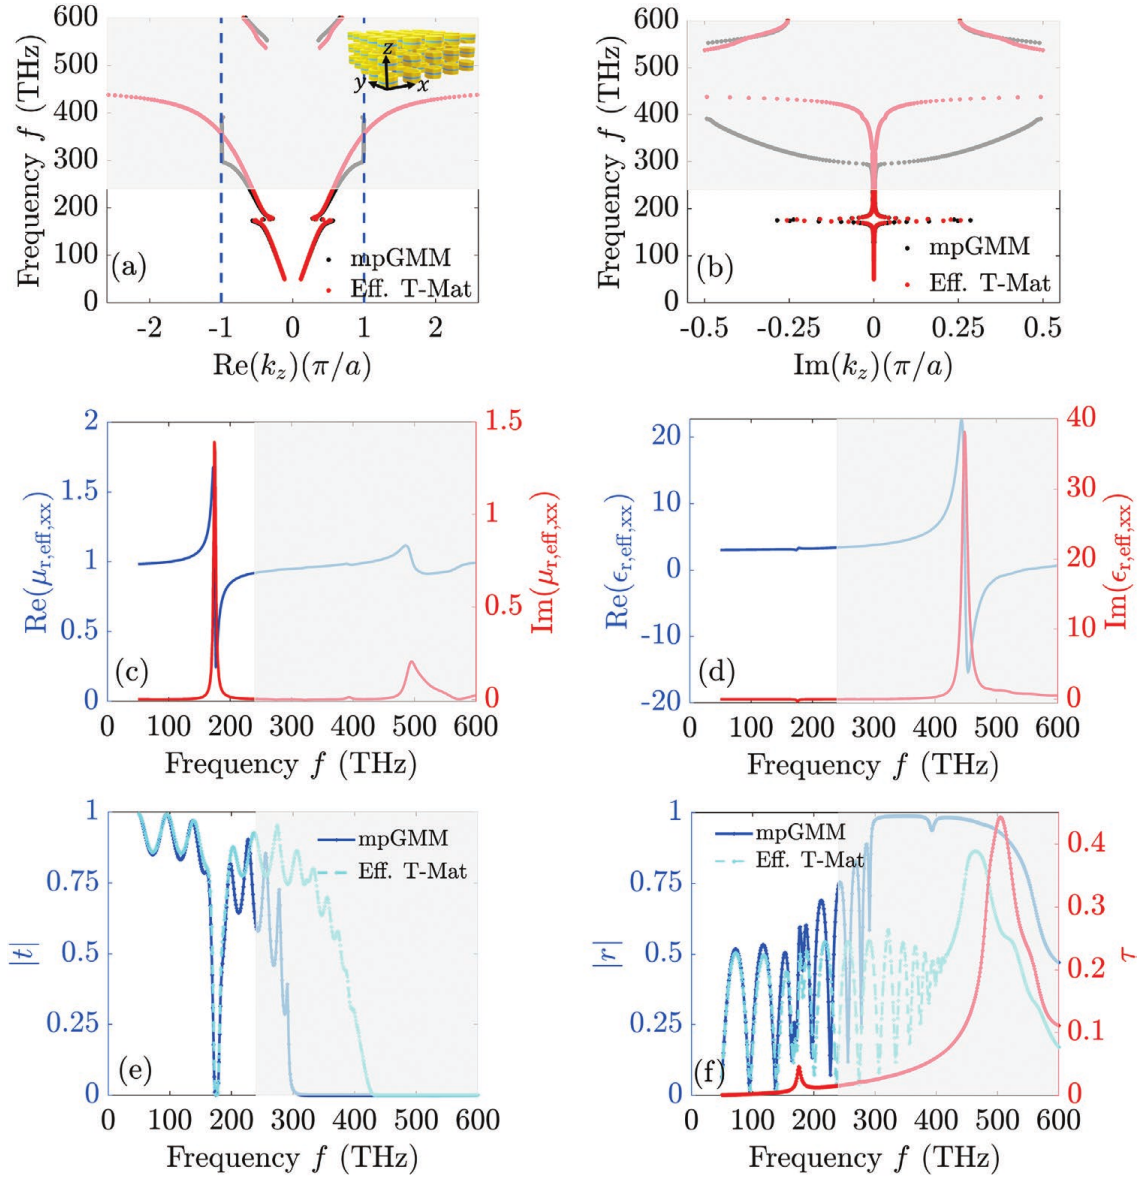 600
500
400
300
200
100
0
Frequency f (THz)
z
y
x
(a)
mpGMM
Eff. T-Mat
-2
-1
0
1
2
Re(k_z)(π/a)
600
500
400
300
200
100
0
Frequency f (THz)
(b)
mpGMM
Eff. T-Mat
-0.5
-0.25
0
0.25
0.5
Im(k_z)(π/a)
2
1.5
1
0.5
0
Re(μ_r,eff,xx)
1.5
1
0.5
0
Im(μ_r,eff,xx)
(c)
0 100 200 300 400 500 600
Frequency f (THz)
20
10
0
-10
-20
Re(ϵ_r,eff,xx)
40
30
20
10
0
Im(ϵ_r,eff,xx)
(d)
0 100 200 300 400 500 600
Frequency f (THz)
1
0.75
0.5
0.25
0
|t|
mpGMM
Eff. T-Mat
(e)
0 100 200 300 400 500 600
Frequency f (THz)
1
0.75
0.5
0.25
0
|r|
mpGMM
Eff. T-Mat
0.4
0.3
0.2
0.1
0
τ
(f)
0 100 200 300 400 500 600
Frequency f (THz)